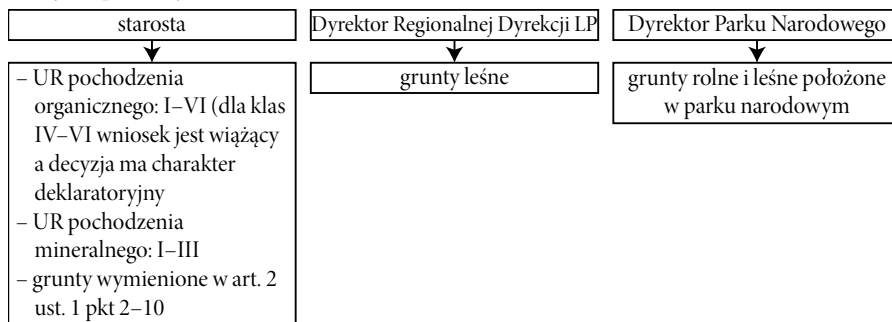 starosta
Dyrektor Regionalnej Dyrekcji LP
Dyrektor Parku Narodowego
– UR pochodzenia
organicznego: I–VI (dla klas
IV–VI wniosek jest wiążący
a decyzja ma charakter
deklaratoryjny
– UR pochodzenia
mineralnego: I–III
– grunty wymienione w art. 2
ust. 1 pkt 2–10
grunty leśne
grunty rolne i leśne położone
w parku narodowym